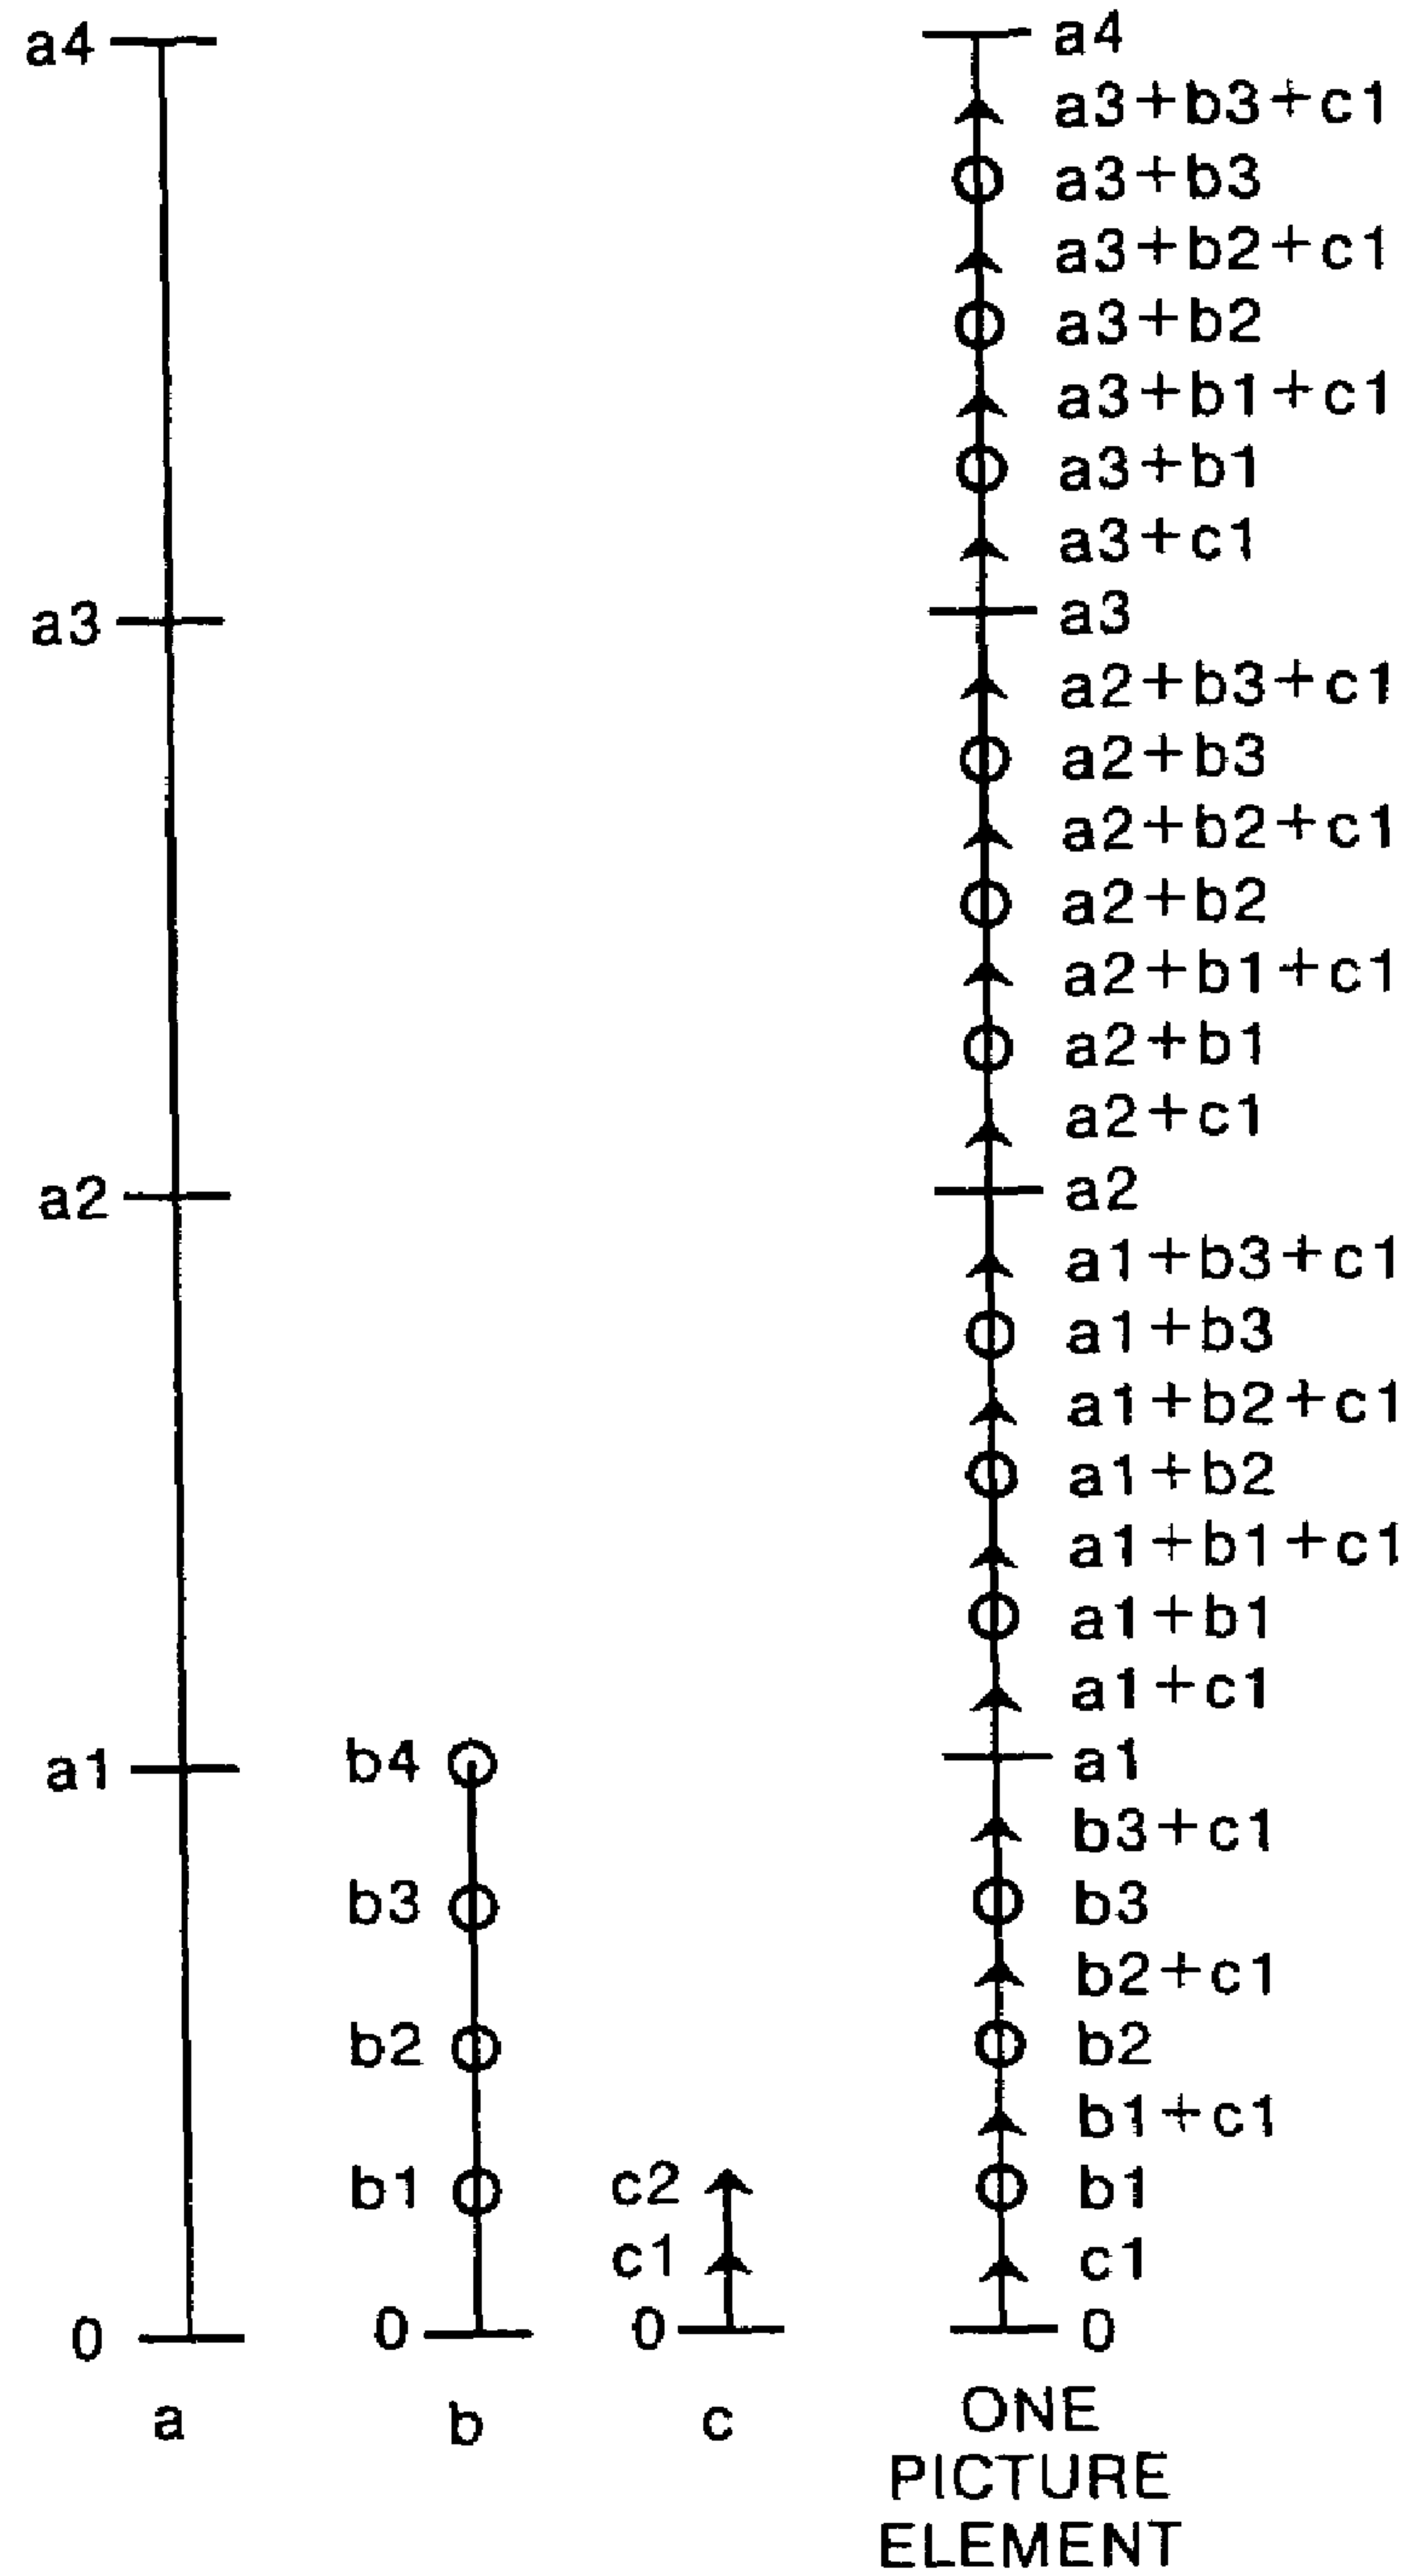 a4
a3
a2
a1
0
a
b4
b3
b2
b1
0
b
c2
c1
0
c
a4
a3+b3+c1
a3+b3
a3+b2+c1
a3+b2
a3+b1+c1
a3+b1
a3+c1
a3
a2+b3+c1
a2+b3
a2+b2+c1
a2+b2
a2+b1+c1
a2+b1
a2+c1
a2
a1+b3+c1
a1+b3
a1+b2+c1
a1+b2
a1+b1+c1
a1+b1
a1+c1
a1
b3+c1
b3
b2+c1
b2
b1+c1
b1
c1
0
ONE
PICTURE
ELEMENT